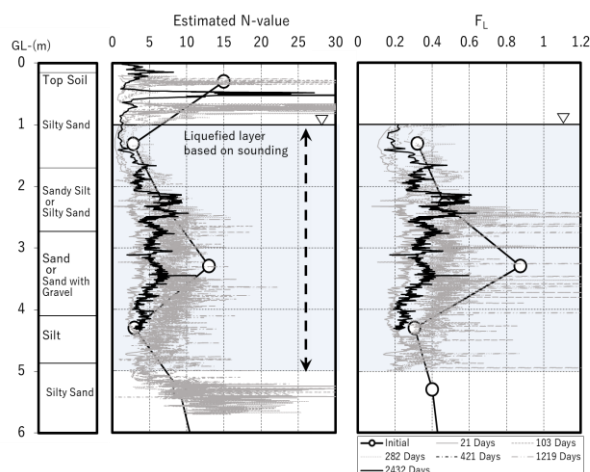 Estimated N-value
F_L
GL-(m)
0 5 10 15 20 25 30
0 0.2 0.4 0.6 0.8 1 1.2
0
1
2
3
4
5
6
Top Soil
Silty Sand
Sandy Silt
or
Silty Sand
Sand
or
Sand with
Gravel
Silt
Silty Sand
Liquefied layer
based on sounding
Initial 21 Days 103 Days
282 Days 421 Days 1219 Days
2432 Days